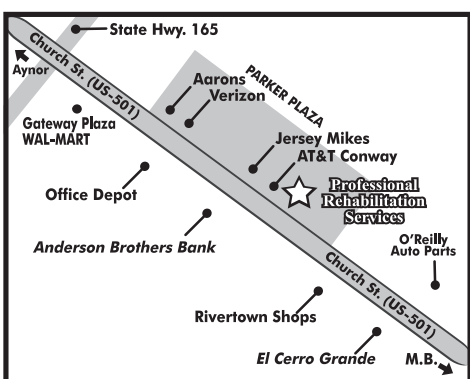 State Hwy. 165
Church St. (US-501)
Aynor
Aarons
Verizon
PARKER PLAZA
Gateway Plaza
WAL-MART
Jersey Mikes
AT&T Conway
Office Depot
Professional
Rehabilitation
Services
Anderson Brothers Bank
O'Reilly
Auto Parts
Church St. (US-501)
Rivertown Shops
El Cerro Grande
M.B.